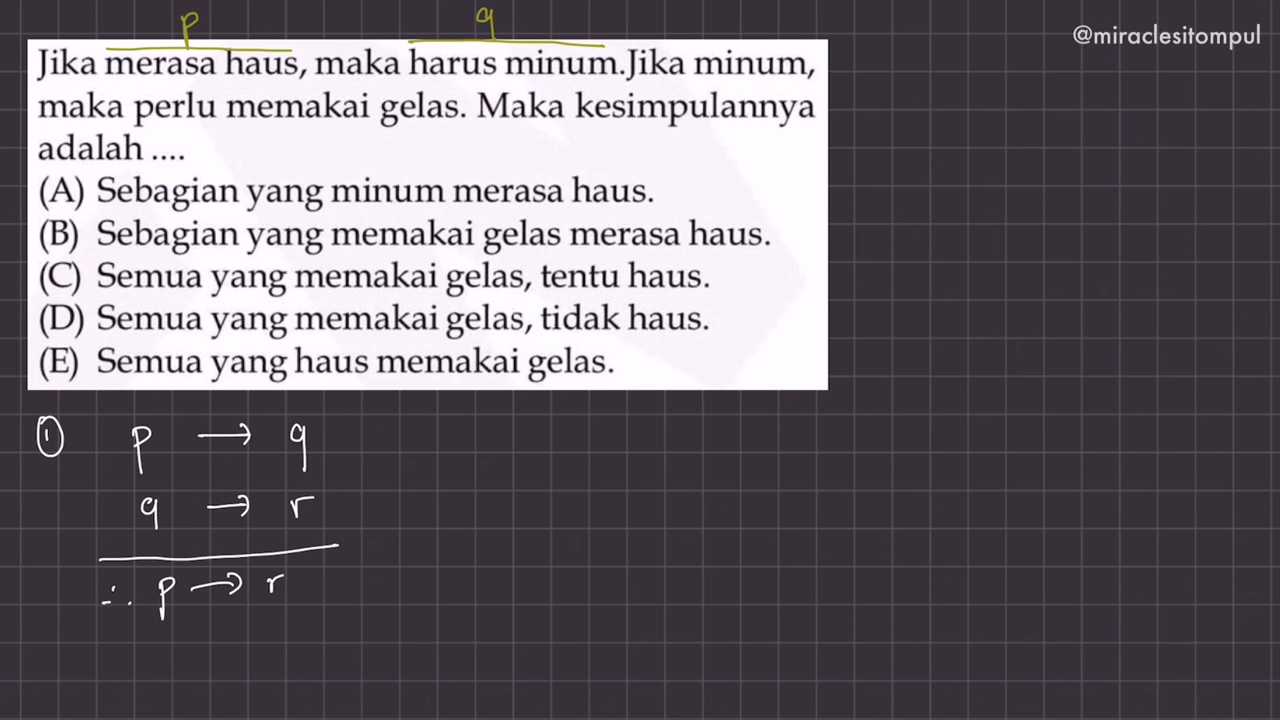 p q
@miraclesitompul
Jika merasa haus, maka harus minum.Jika minum,
maka perlu memakai gelas. Maka kesimpulannya
adalah ....
(A) Sebagian yang minum merasa haus.
(B) Sebagian yang memakai gelas merasa haus.
(C) Semua yang memakai gelas, tentu haus.
(D) Semua yang memakai gelas, tidak haus.
(E) Semua yang haus memakai gelas.
① p → q
q → r
∴ p → r